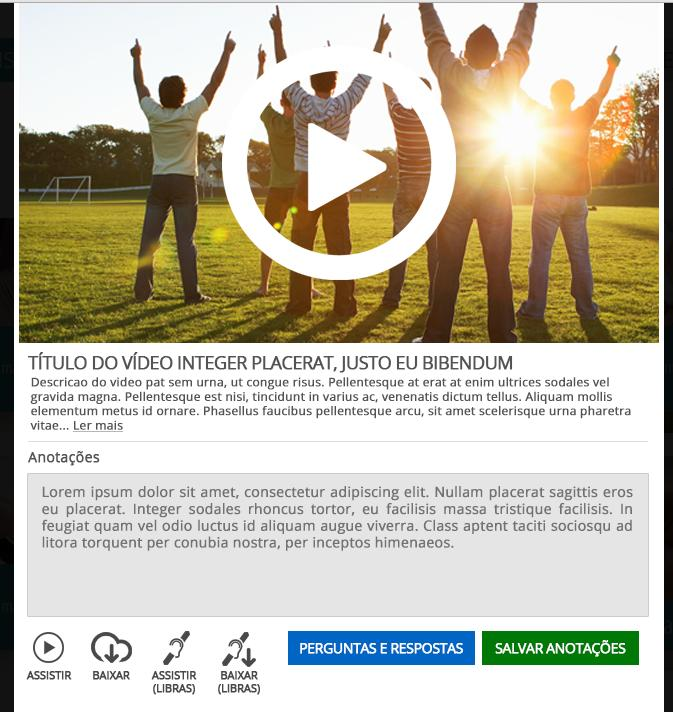 TÍTULO DO VÍDEO INTEGER PLACERAT, JUSTO EU BIBENDUM
Descricao do video pat sem urna, ut congue risus. Pellentesque at erat at enim ultrices sodales vel
gravida magna. Pellentesque est nisi, tincidunt in varius ac, venenatis dictum tellus. Aliquam mollis
elementum metus id ornare. Phasellus faucibus pellentesque arcu, sit amet scelerisque urna pharetra
vitae... Ler mais
Anotações
Lorem ipsum dolor sit amet, consectetur adipiscing elit. Nullam placerat sagittis eros
eu placerat. Integer sodales rhoncus tortor, eu facilisis massa tristique facilisis. In
feugiat quam vel odio luctus id aliquam augue viverra. Class aptent taciti sociosqu ad
litora torquent per conubia nostra, per inceptos himenaeos.
ASSISTIR
BAIXAR
ASSISTIR
(LIBRAS)
BAIXAR
(LIBRAS)
PERGUNTAS E RESPOSTAS
SALVAR ANOTAÇÕES